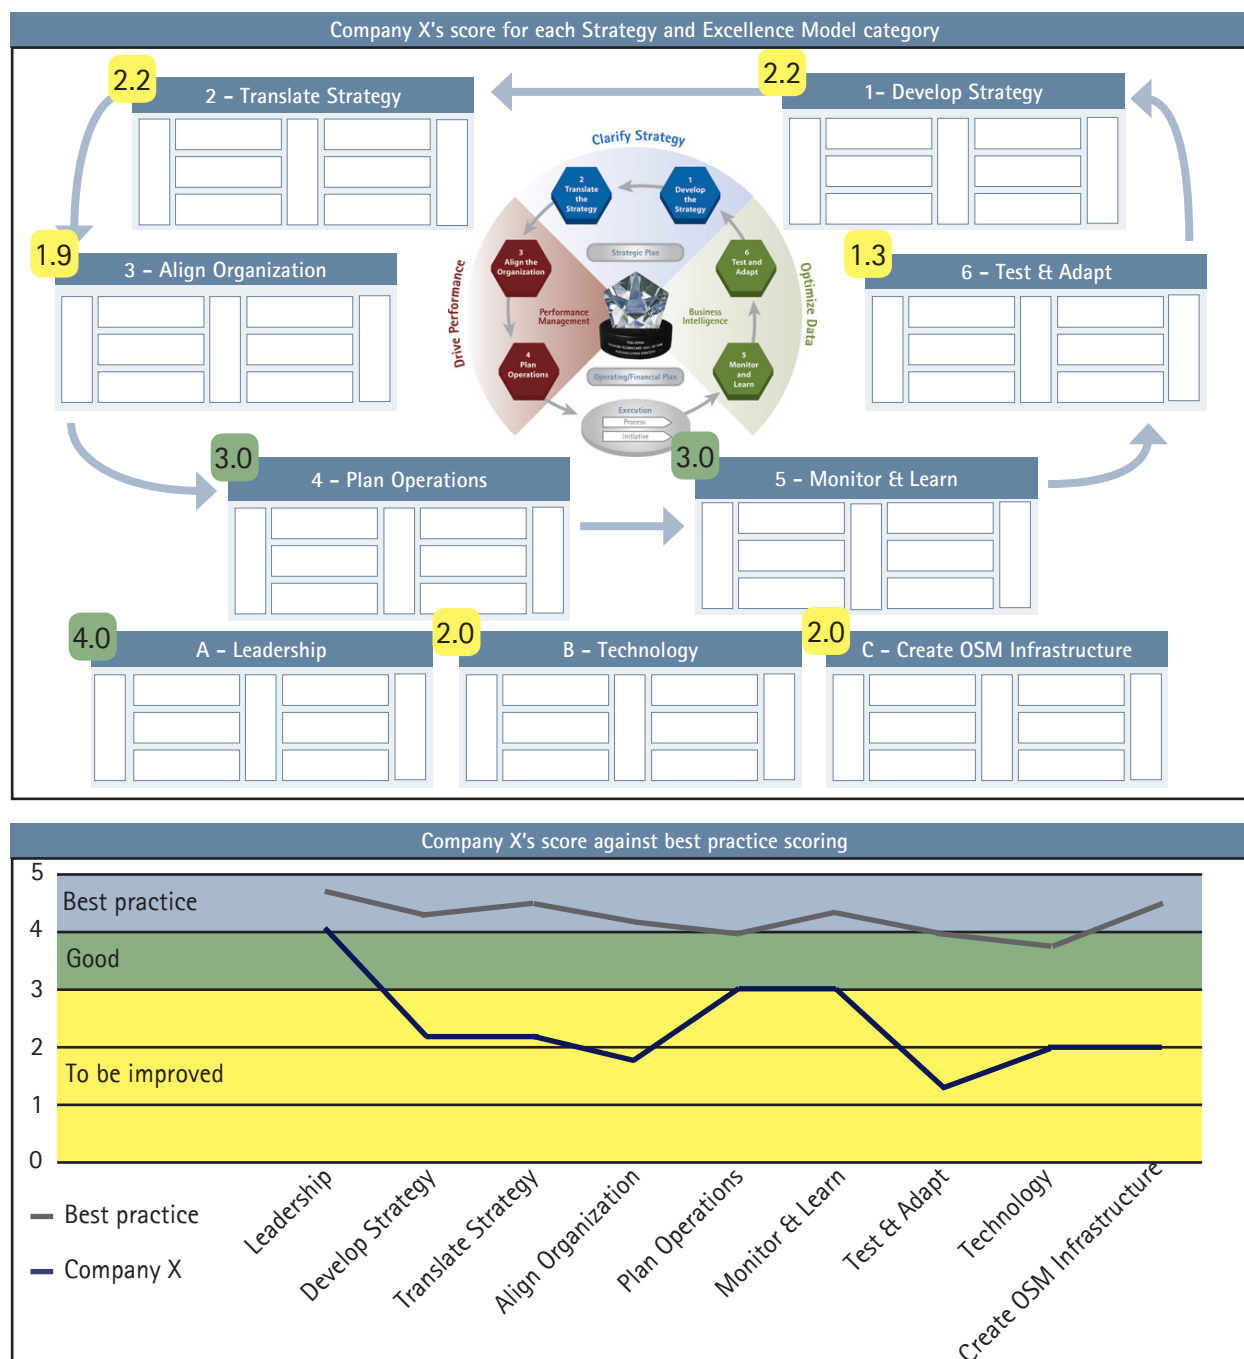 Company X's score for each Strategy and Excellence Model category
2.2
2 - Translate Strategy
2.2
1- Develop Strategy
Clarify Strategy
2
Translate
the
Strategy
1
Develop
the
Strategy
1.9
3 - Align Organization
3
Align the
Organization
Strategic Plan
6
Test and
Adapt
1.3
6 - Test & Adapt
Drive Performance
Performance
Management
Business
Intelligence
Optimize Data
4
Plan
Operations
Operating/Financial Plan
5
Monitor
and
Learn
Execution
Process
Initiative
3.0
4 - Plan Operations
3.0
5 - Monitor & Learn
4.0
A - Leadership
2.0
B - Technology
2.0
C - Create OSM Infrastructure
Company X's score against best practice scoring
5
Best practice
4
Good
3
2
To be improved
1
0
Leadership
Develop Strategy
Translate Strategy
Align Organization
Plan Operations
Monitor & Learn
Test & Adapt
Technology
Create OSM Infrastructure
Best practice
Company X